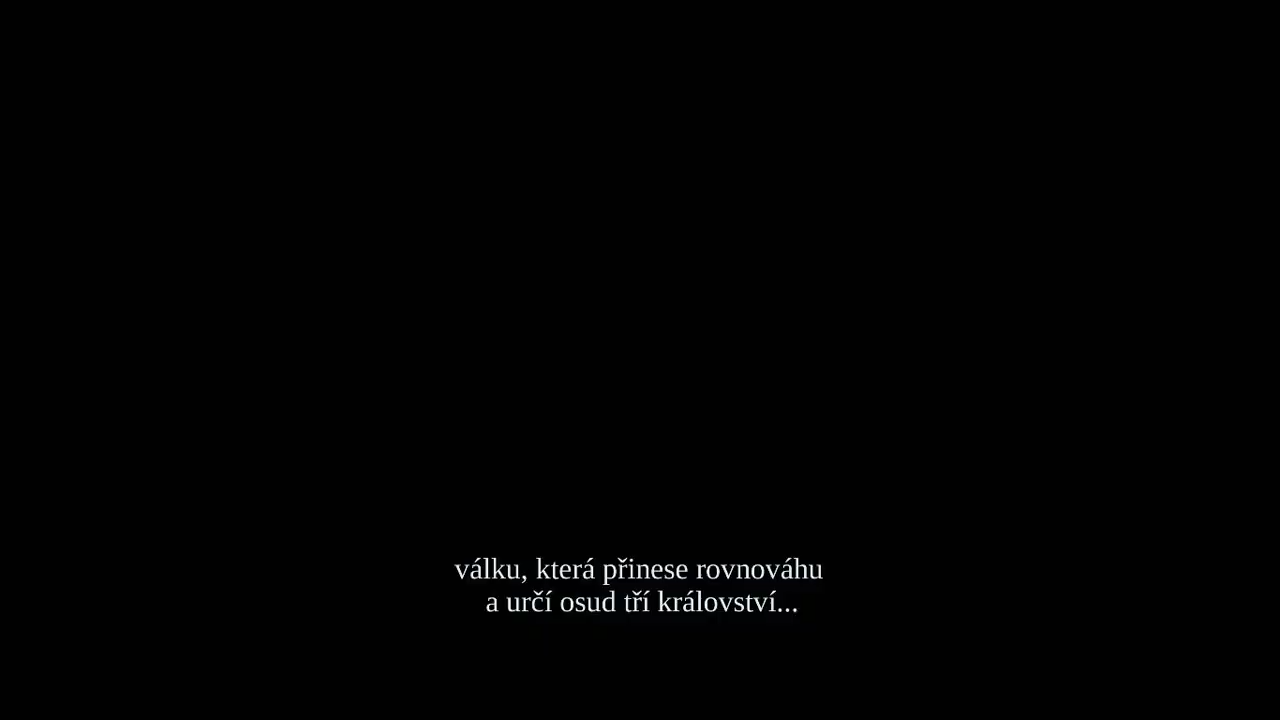 válku, která přinese rovnováhu
a určí osud tří království...